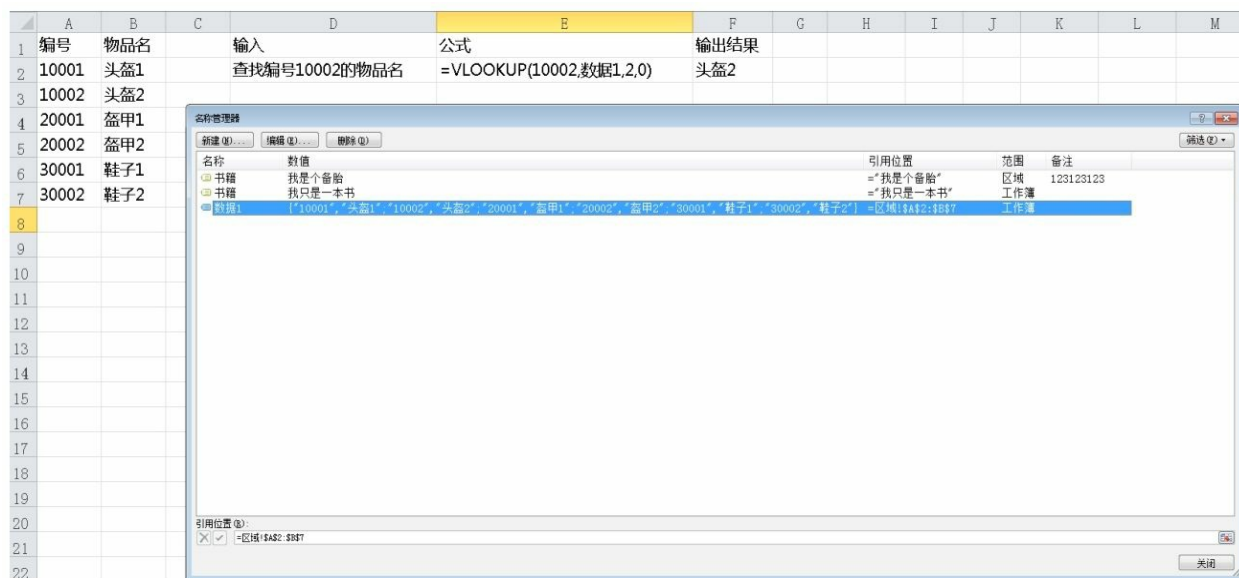 A B C D E F G H I J K L M
1 编号 物品名 输入 公式 输出结果
2 10001 头盔1 查找编号10002的物品名 =VLOOKUP(10002,数据1,2,0) 头盔2
3 10002 头盔2
4 20001 盔甲1
5 20002 盔甲2
6 30001 鞋子1
7 30002 鞋子2
8
9
10
11
12
13
14
15
16
17
18
19
20
21
22
名称管理器
新建(N)... 编辑(E)... 删除(D) 筛选(F)
名称 数值 引用位置 范围 备注
书籍 我是个备胎 ="我是个备胎" 区域 123123123
书籍 我只是一本书 ="我只是一本书" 工作簿
数据1 {"10001","头盔1";"10002","头盔2";"20001","盔甲1";"20002","盔甲2";"30001","鞋子1";"30002","鞋子2"} =区域!$A$2:$B$7 工作簿
引用位置(R):
=区域!$A$2:$B$7
关闭